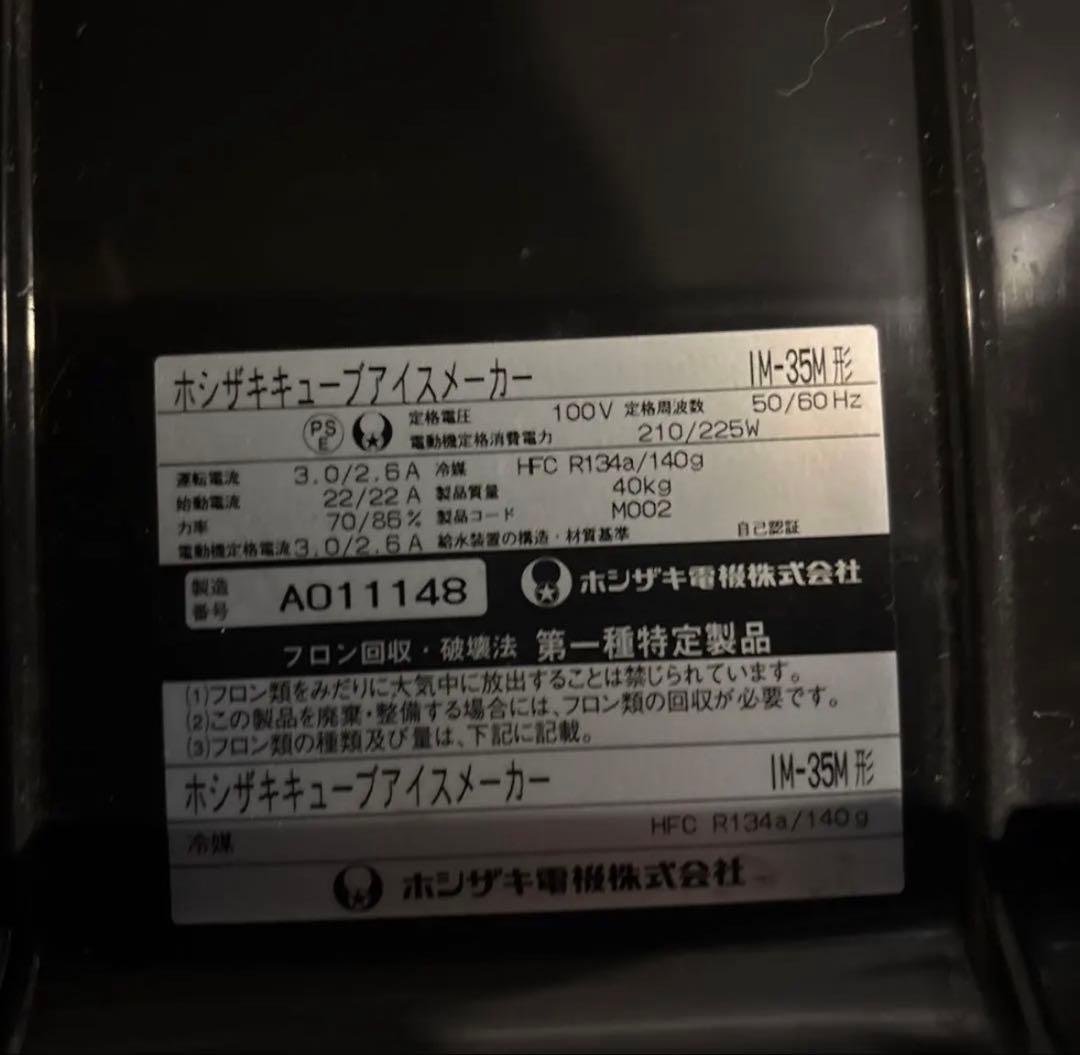 ホシザキキューブアイスメーカー IM-35M形
PS E 定格電圧 100V 定格周波数 50/60Hz
電動機定格消費電力 210/225W
運転電流 3.0/2.6A 冷媒 HFC R134a/140g
始動電流 22/22A 製品質量 40kg
力率 70/86% 製品コード M002
電動機定格電流 3.0/2.6A 給水装置の構造・材質基準 自己認証
製造番号 A011148 ホシザキ電機株式会社
フロン回収・破壊法 第一種特定製品
(1)フロン類をみだりに大気中に放出することは禁じられています。
(2)この製品を廃棄・整備する場合には、フロン類の回収が必要です。
(3)フロン類の種類及び量は、下記に記載。
ホシザキキューブアイスメーカー IM-35M形
冷媒 HFC R134a/140g
ホシザキ電機株式会社